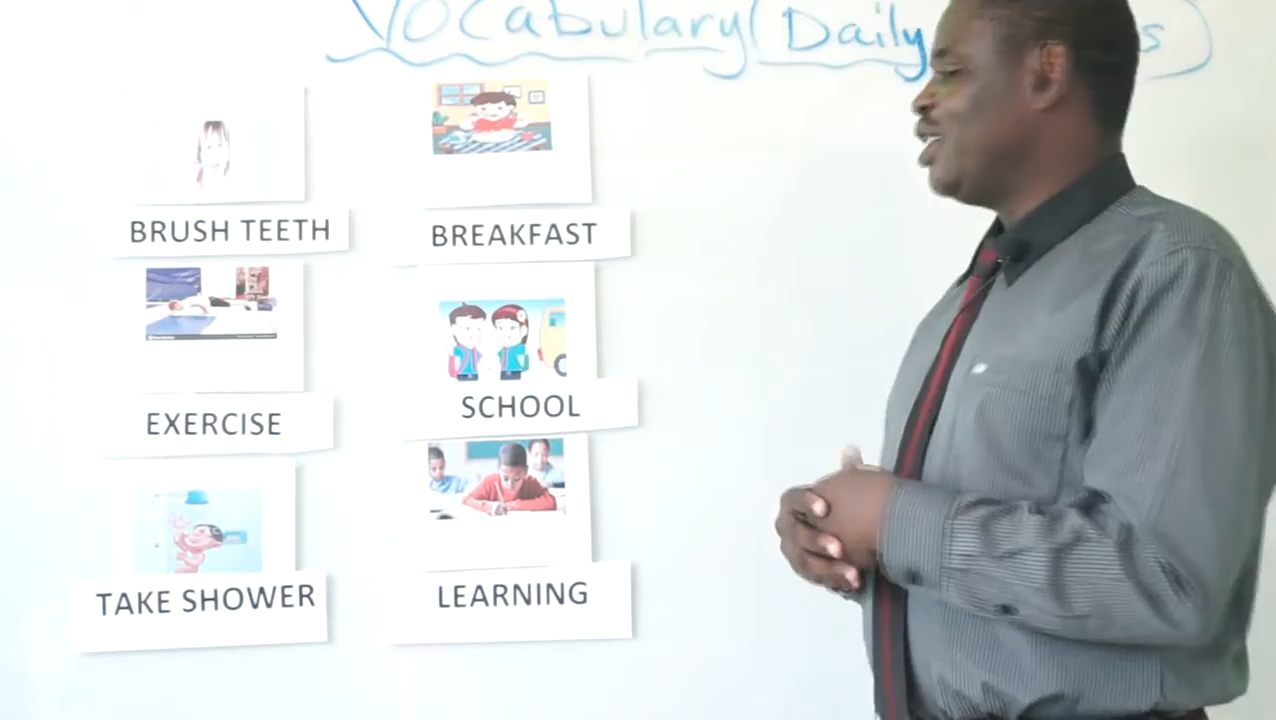 Vocabulary (Daily s)
BRUSH TEETH
BREAKFAST
EXERCISE
SCHOOL
TAKE SHOWER
LEARNING